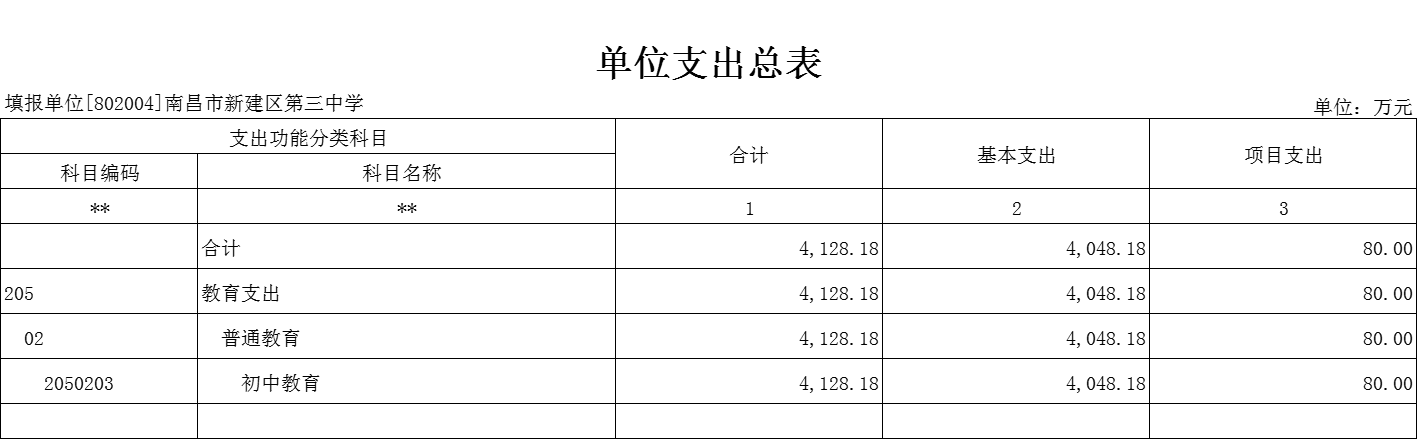 单位支出总表
填报单位[802004]南昌市新建区第三中学
单位：万元
支出功能分类科目 合计 基本支出 项目支出
科目编码 科目名称
** ** 1 2 3
合计 4,128.18 4,048.18 80.00
205 教育支出 4,128.18 4,048.18 80.00
02 普通教育 4,128.18 4,048.18 80.00
2050203 初中教育 4,128.18 4,048.18 80.00